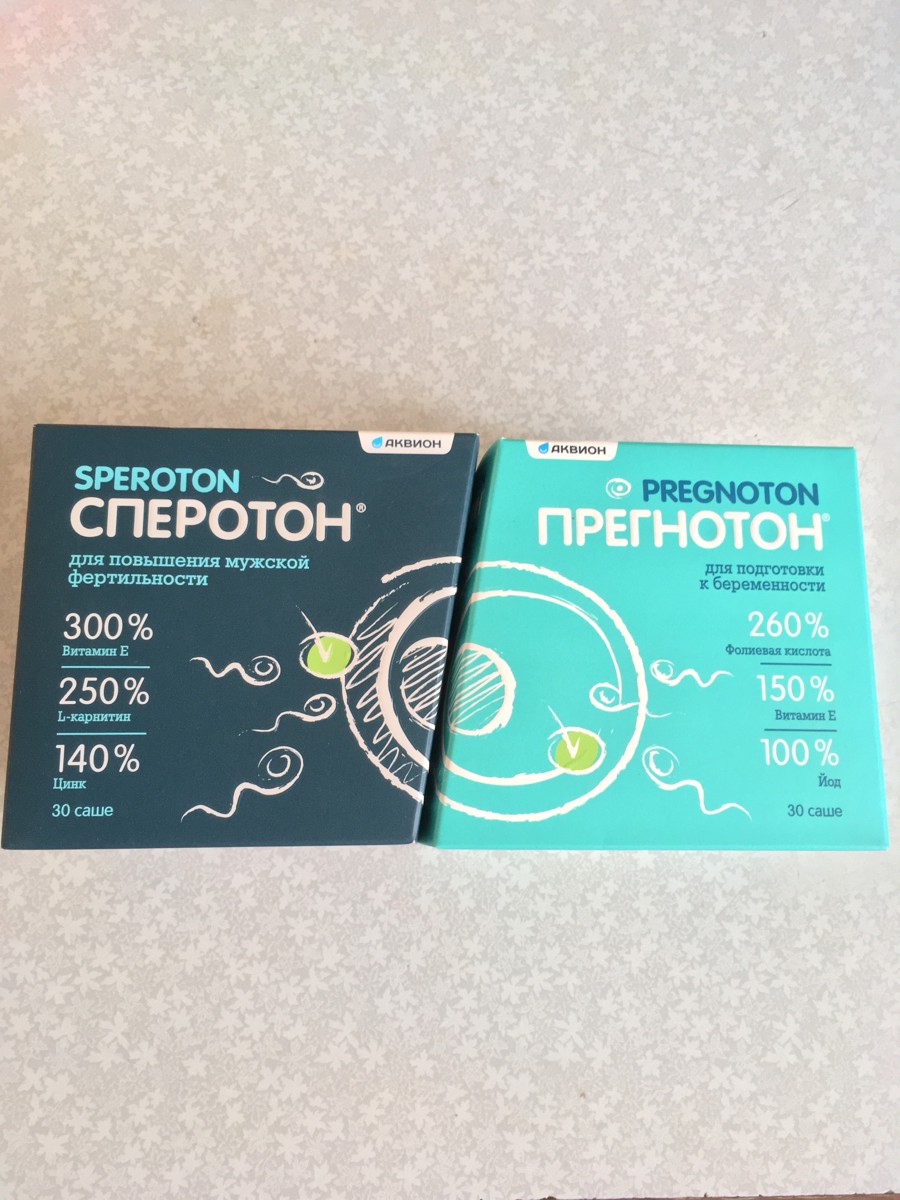 АКВИОН
SPEROTON
СПЕРОТОН®
для повышения мужской
фертильности
300%
Витамин Е
250%
L-карнитин
140%
Цинк
30 саше
АКВИОН
PREGNOTON
ПРЕГНОТОН®
для подготовки
к беременности
260%
Фолиевая кислота
150%
Витамин Е
100%
Йод
30 саше